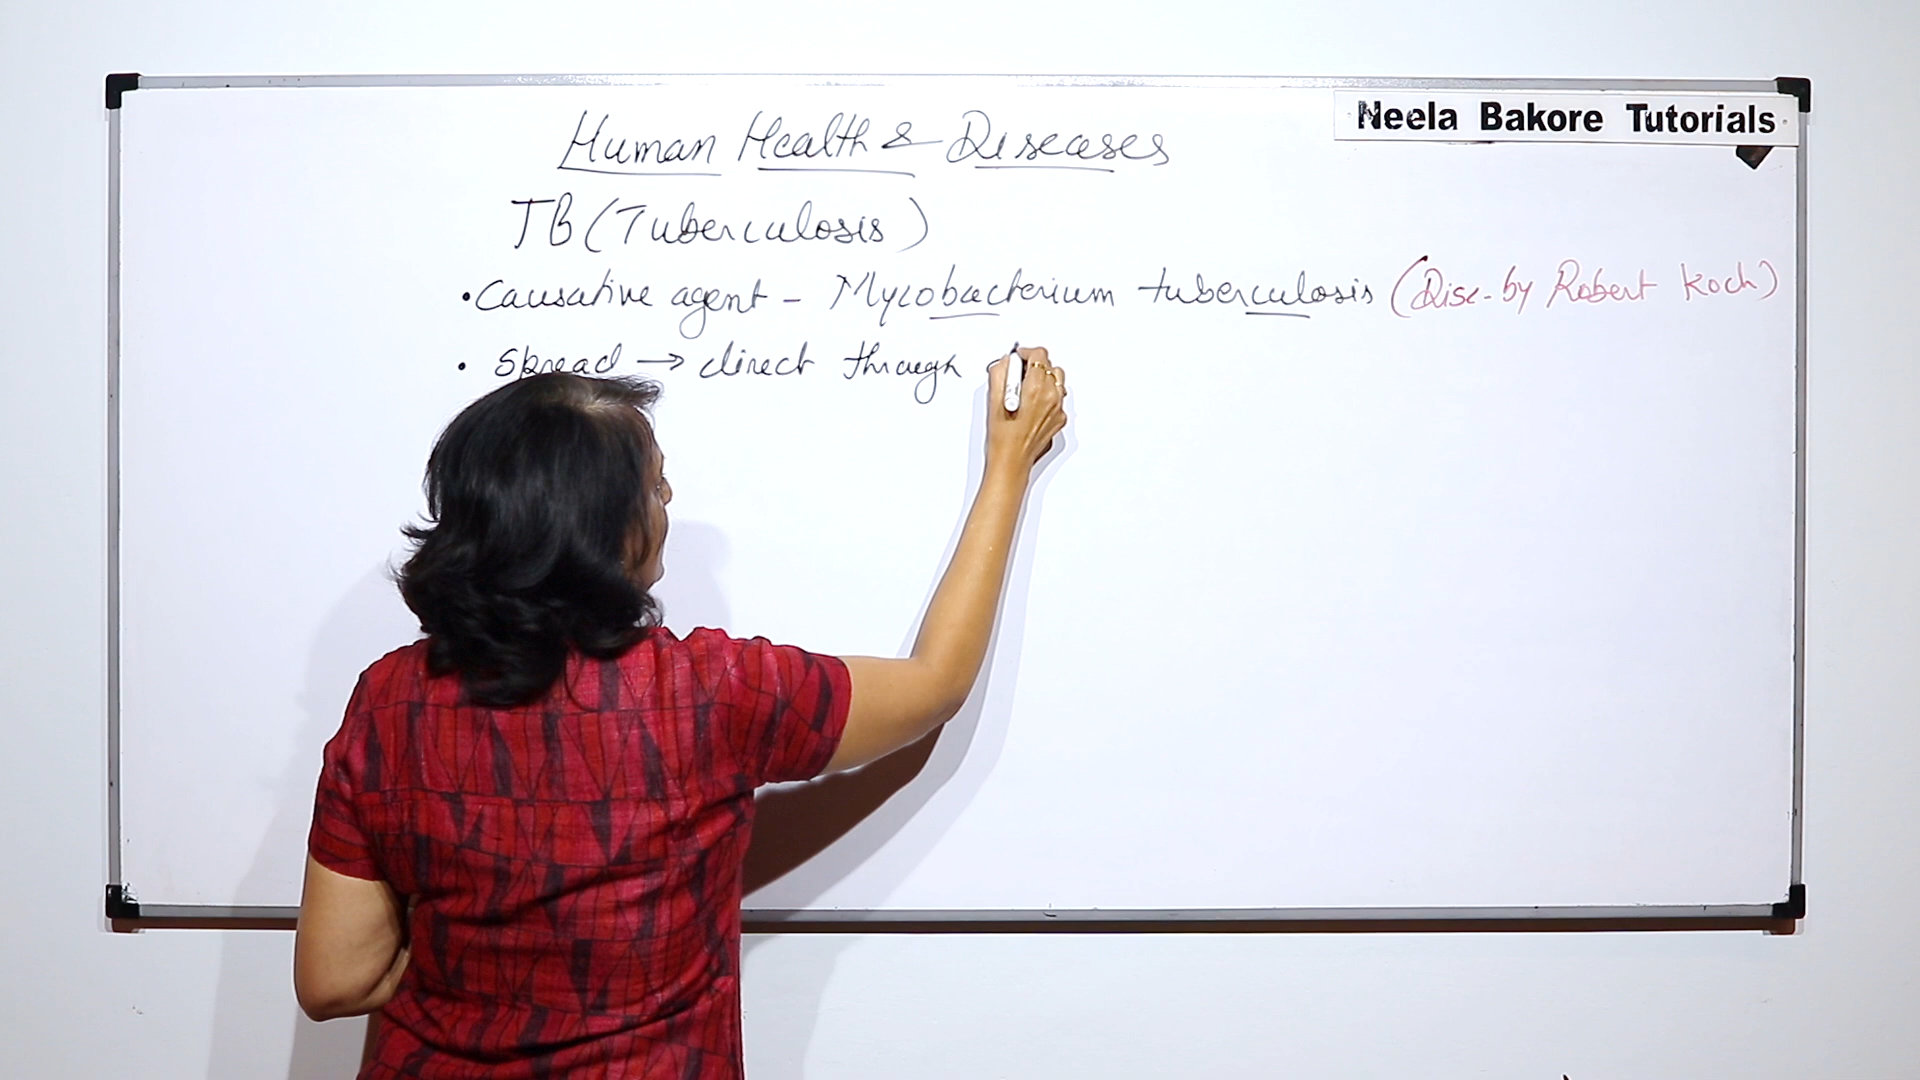 Neela Bakore Tutorials
Human Health & Diseases
TB (Tuberculosis)
• Causative agent - Mycobacterium tuberculosis (Disc. by Robert Koch)
• Spread → direct through